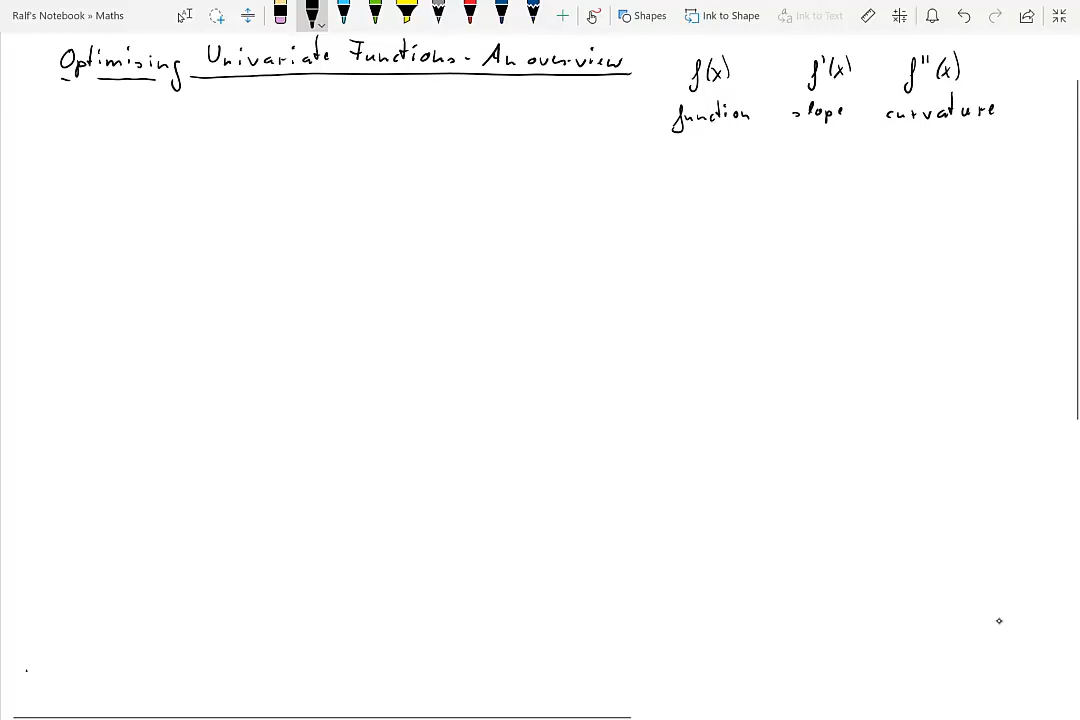 Ralf's Notebook » Maths
Shapes
Ink to Shape
Ink to Text
Optimising Univariate Functions - An overview
f(x) f'(x) f''(x)
function slope curvature